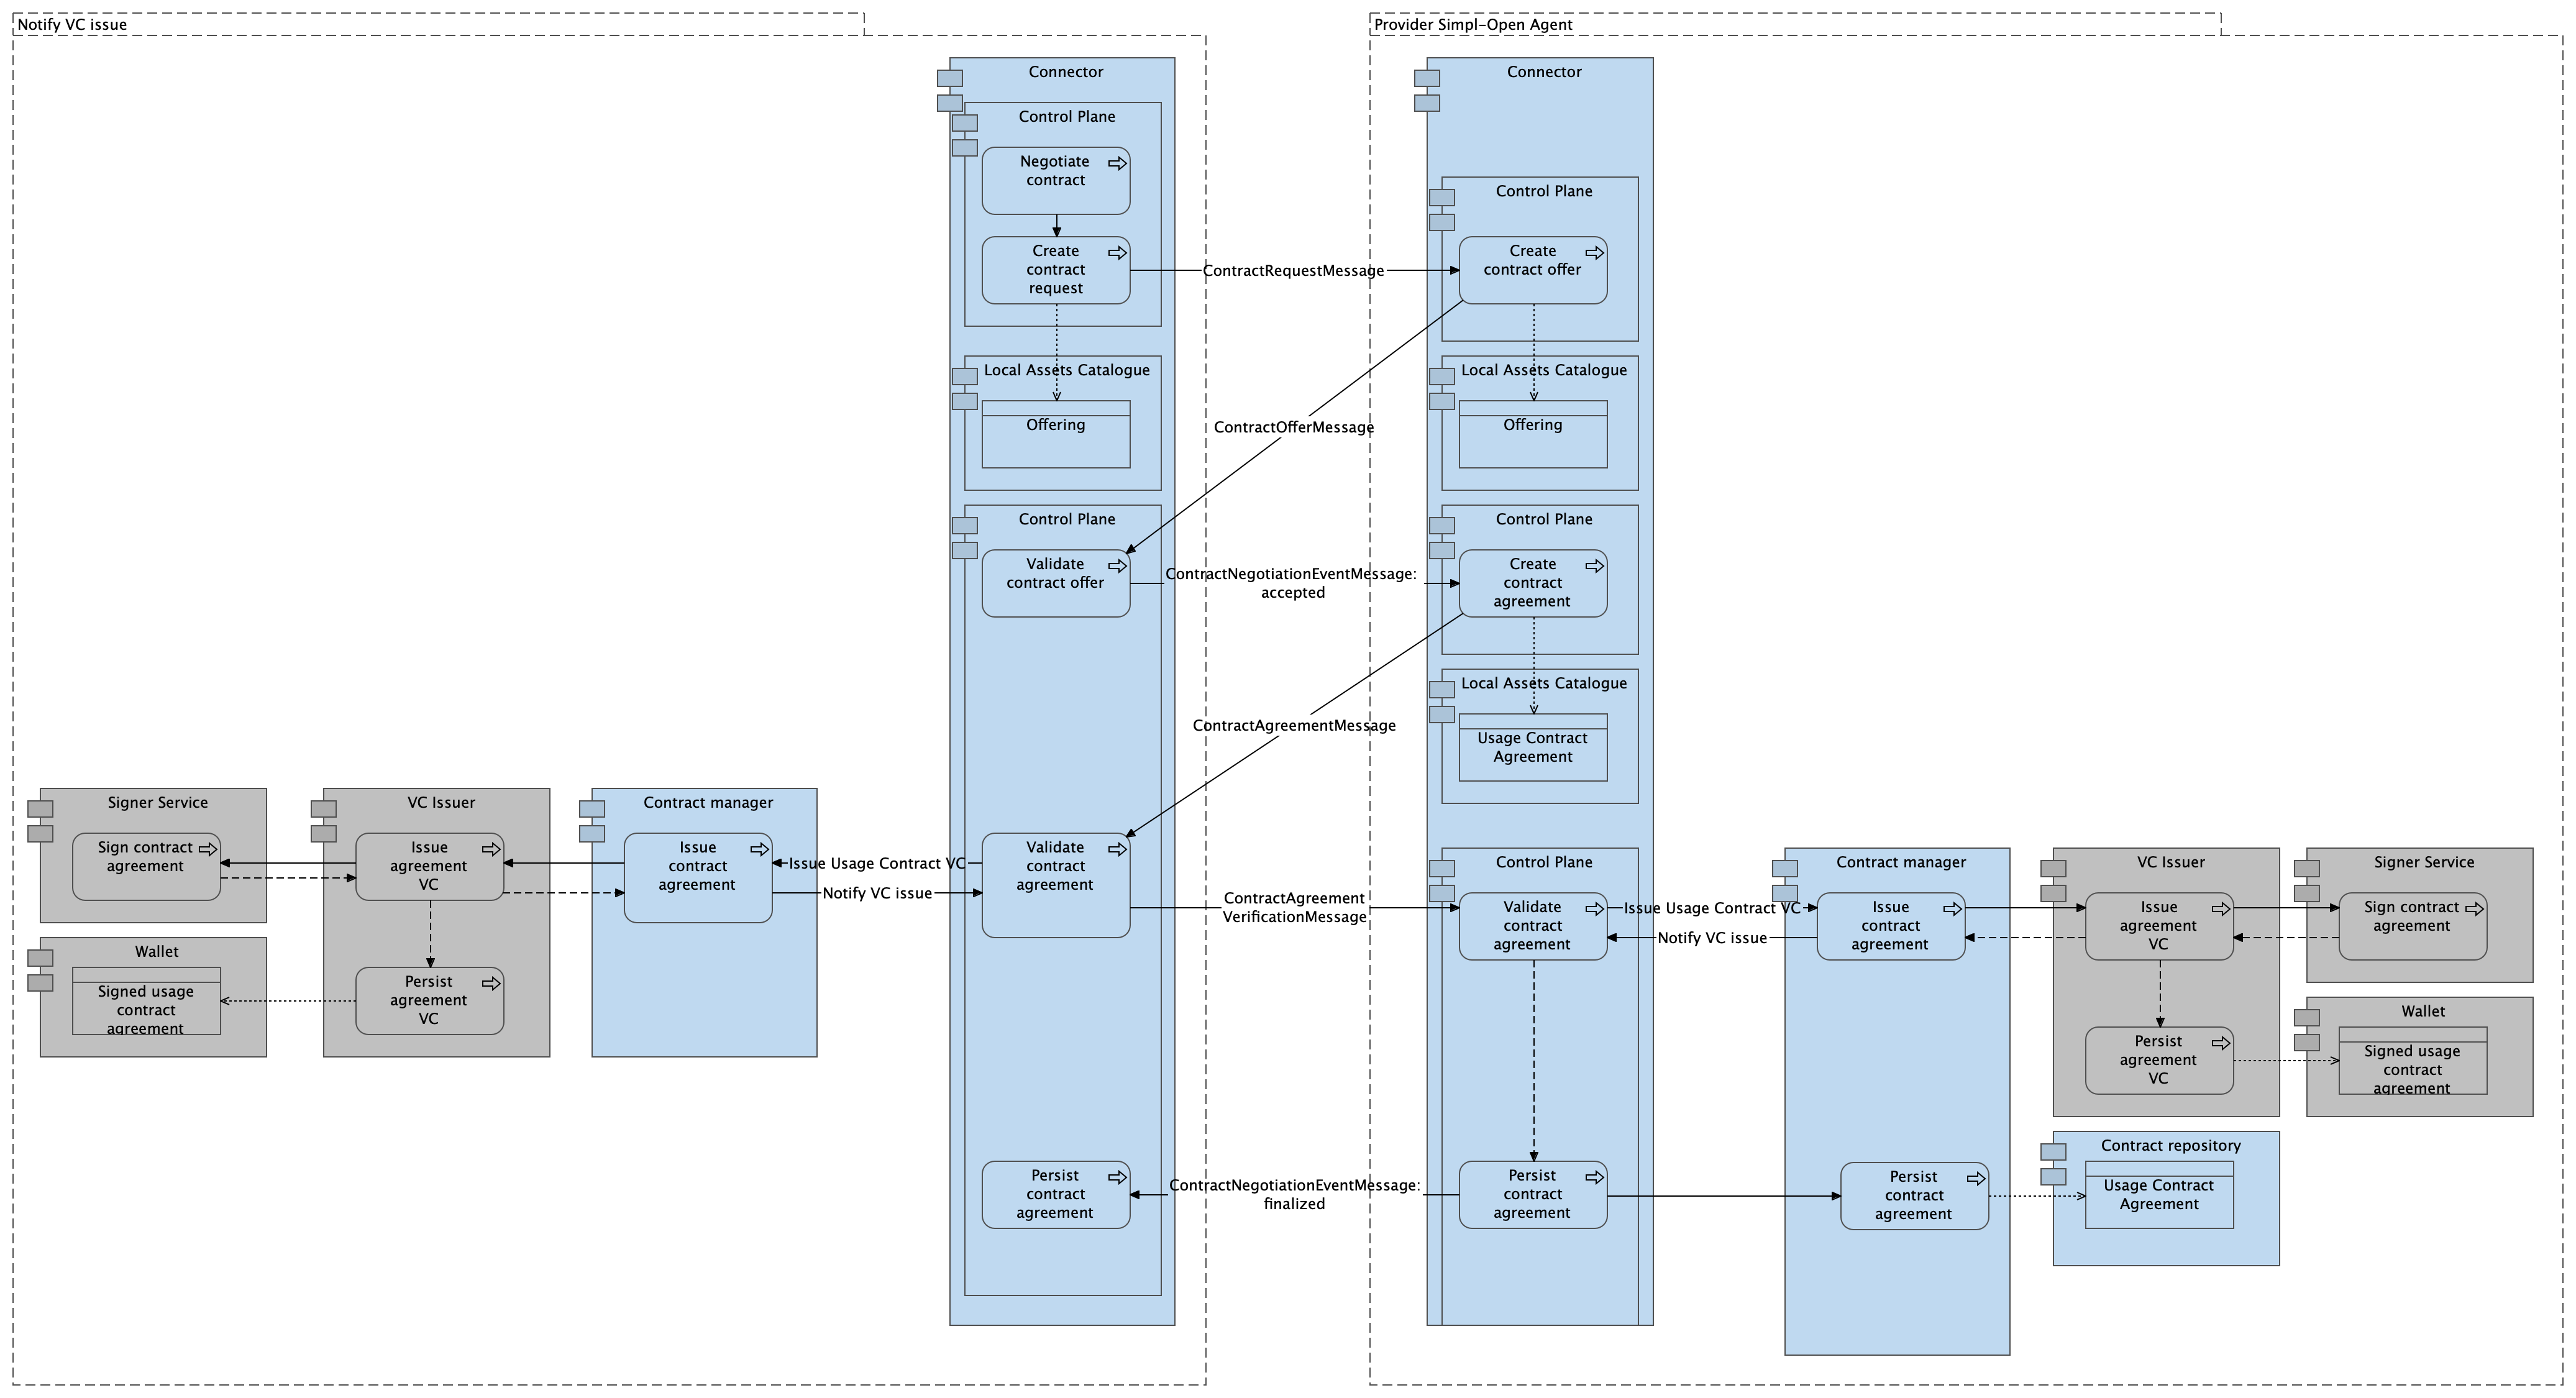 Notify VC issue
Provider Simpl-Open Agent
Connector
Control Plane
Negotiate
contract
Create
contract
request
Local Assets Catalogue
Offering
Control Plane
Validate
contract offer
Validate
contract
agreement
Persist
contract
agreement
ContractRequestMessage
ContractOfferMessage
ContractNegotiationEventMessage:
accepted
ContractAgreementMessage
ContractAgreement
VerificationMessage
ContractNegotiationEventMessage:
finalized
Connector
Control Plane
Create
contract offer
Local Assets Catalogue
Offering
Control Plane
Create
contract
agreement
Local Assets Catalogue
Usage Contract
Agreement
Control Plane
Validate
contract
agreement
Persist
contract
agreement
Signer Service
Sign contract
agreement
Wallet
Signed usage
contract
agreement
VC Issuer
Issue
agreement
VC
Persist
agreement
VC
Contract manager
Issue
contract
agreement
Issue Usage Contract VC
Notify VC issue
Issue Usage Contract VC
Notify VC issue
Contract manager
Issue
contract
agreement
Persist
contract
agreement
VC Issuer
Issue
agreement
VC
Persist
agreement
VC
Signer Service
Sign contract
agreement
Wallet
Signed usage
contract
agreement
Contract repository
Usage Contract
Agreement